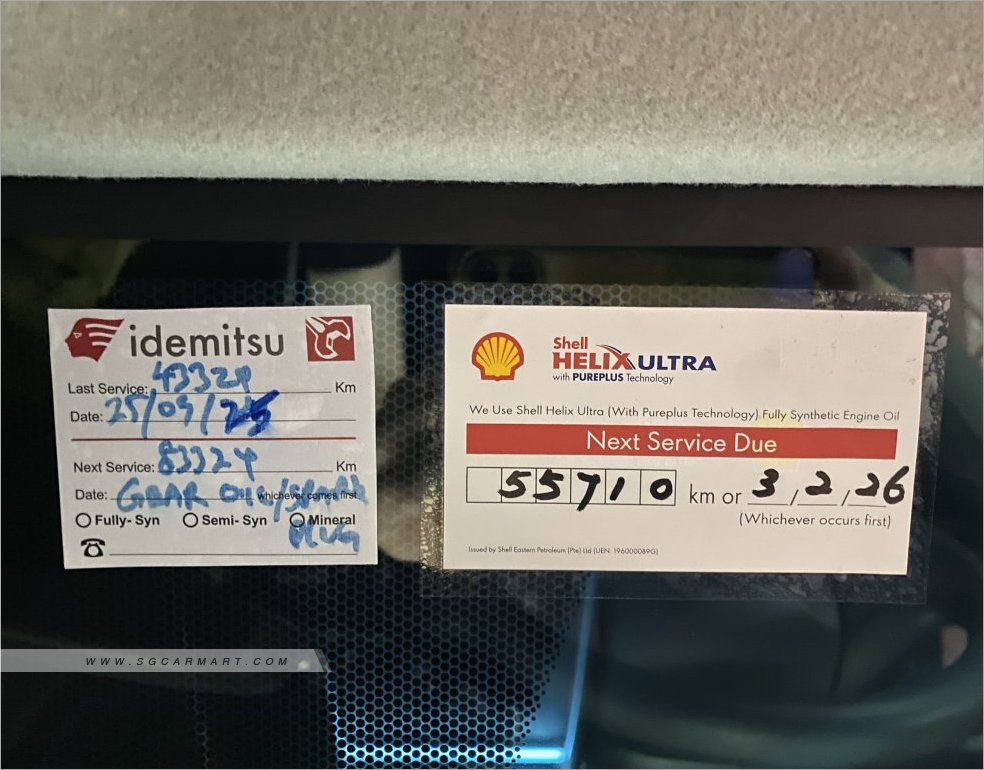 idemitsu
Last Service: 43324 Km
Date: 25/09/25
Next Service: 83324 Km
Date: GEAR OIL/SPARK whichever comes first
Fully- Syn Semi- Syn Mineral
PLUG
Shell
HELIX ULTRA
with PUREPLUS Technology
We Use Shell Helix Ultra (With Pureplus Technology) Fully Synthetic Engine Oil
Next Service Due
55710 km or 3/2/26
(Whichever occurs first)
Issued by Shell Eastern Petroleum (Pte) Ltd (UEN: 196000089G)
WWW.SGCARMART.COM